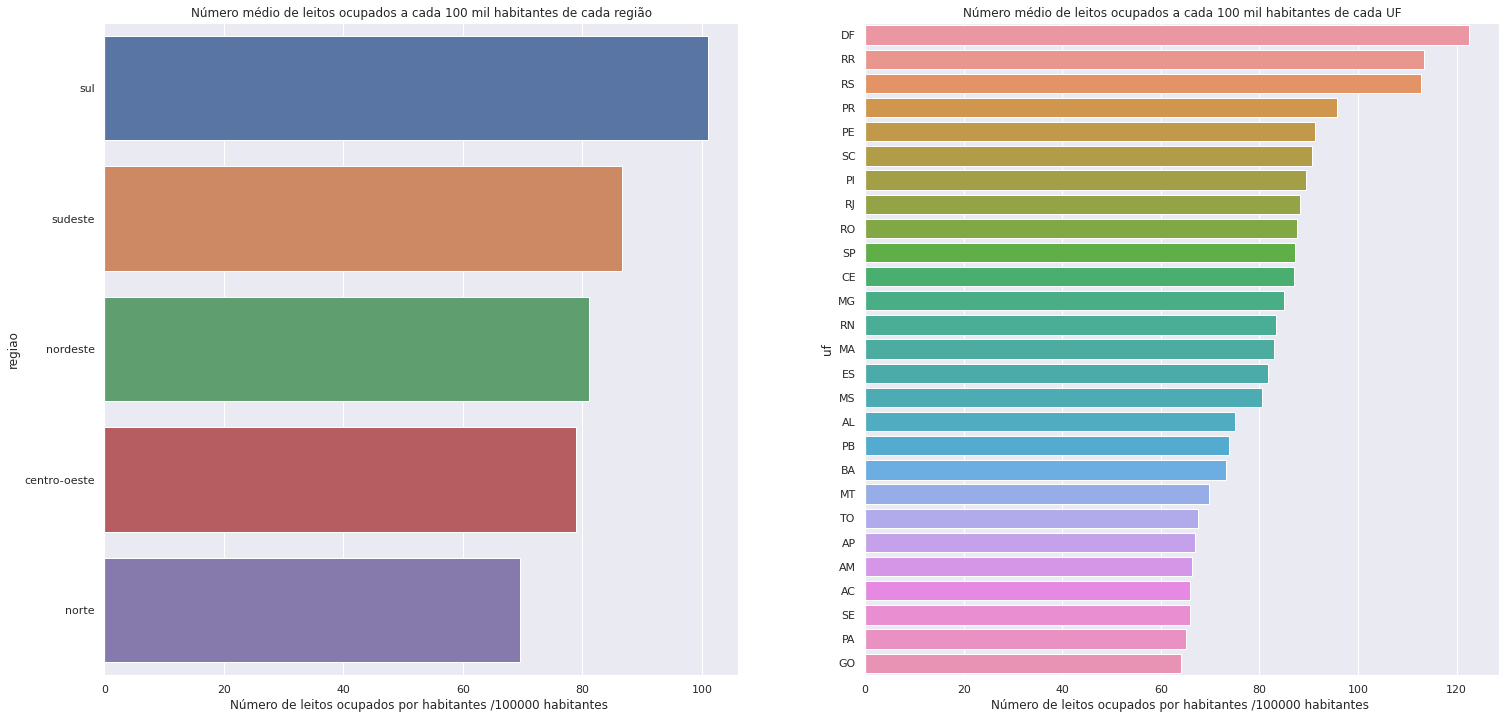 Número médio de leitos ocupados a cada 100 mil habitantes de cada região
sul
sudeste
nordeste
centro-oeste
norte
regiao
0 20 40 60 80 100
Número de leitos ocupados por habitantes /100000 habitantes
Número médio de leitos ocupados a cada 100 mil habitantes de cada UF
DF
RR
RS
PR
PE
SC
PI
RJ
RO
SP
CE
MG
RN
MA
ES
MS
AL
PB
BA
MT
TO
AP
AM
AC
SE
PA
GO
uf
0 20 40 60 80 100 120
Número de leitos ocupados por habitantes /100000 habitantes